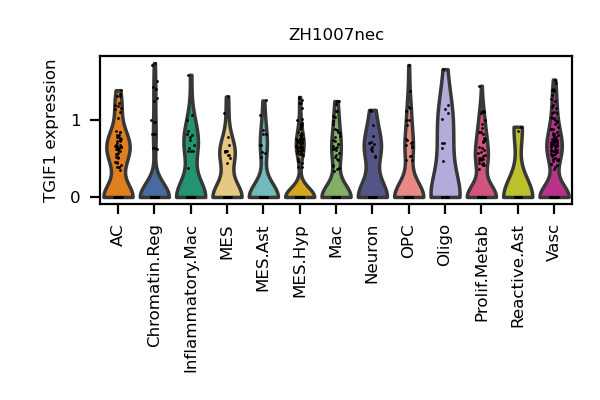 ZH1007nec
TGIF1 expression
1
0
AC
Chromatin.Reg
Inflammatory.Mac
MES
MES.Ast
MES.Hyp
Mac
Neuron
OPC
Oligo
Prolif.Metab
Reactive.Ast
Vasc